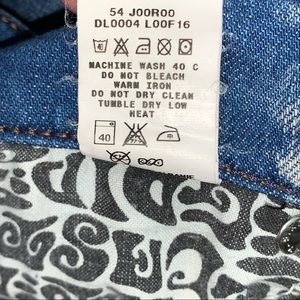 54 J00R00
DL0004 L00F16
MACHINE WASH 40 C
DO NOT BLEACH
WARM IRON
DO NOT DRY CLEAN
TUMBLE DRY LOW
HEAT
40
DIESEL